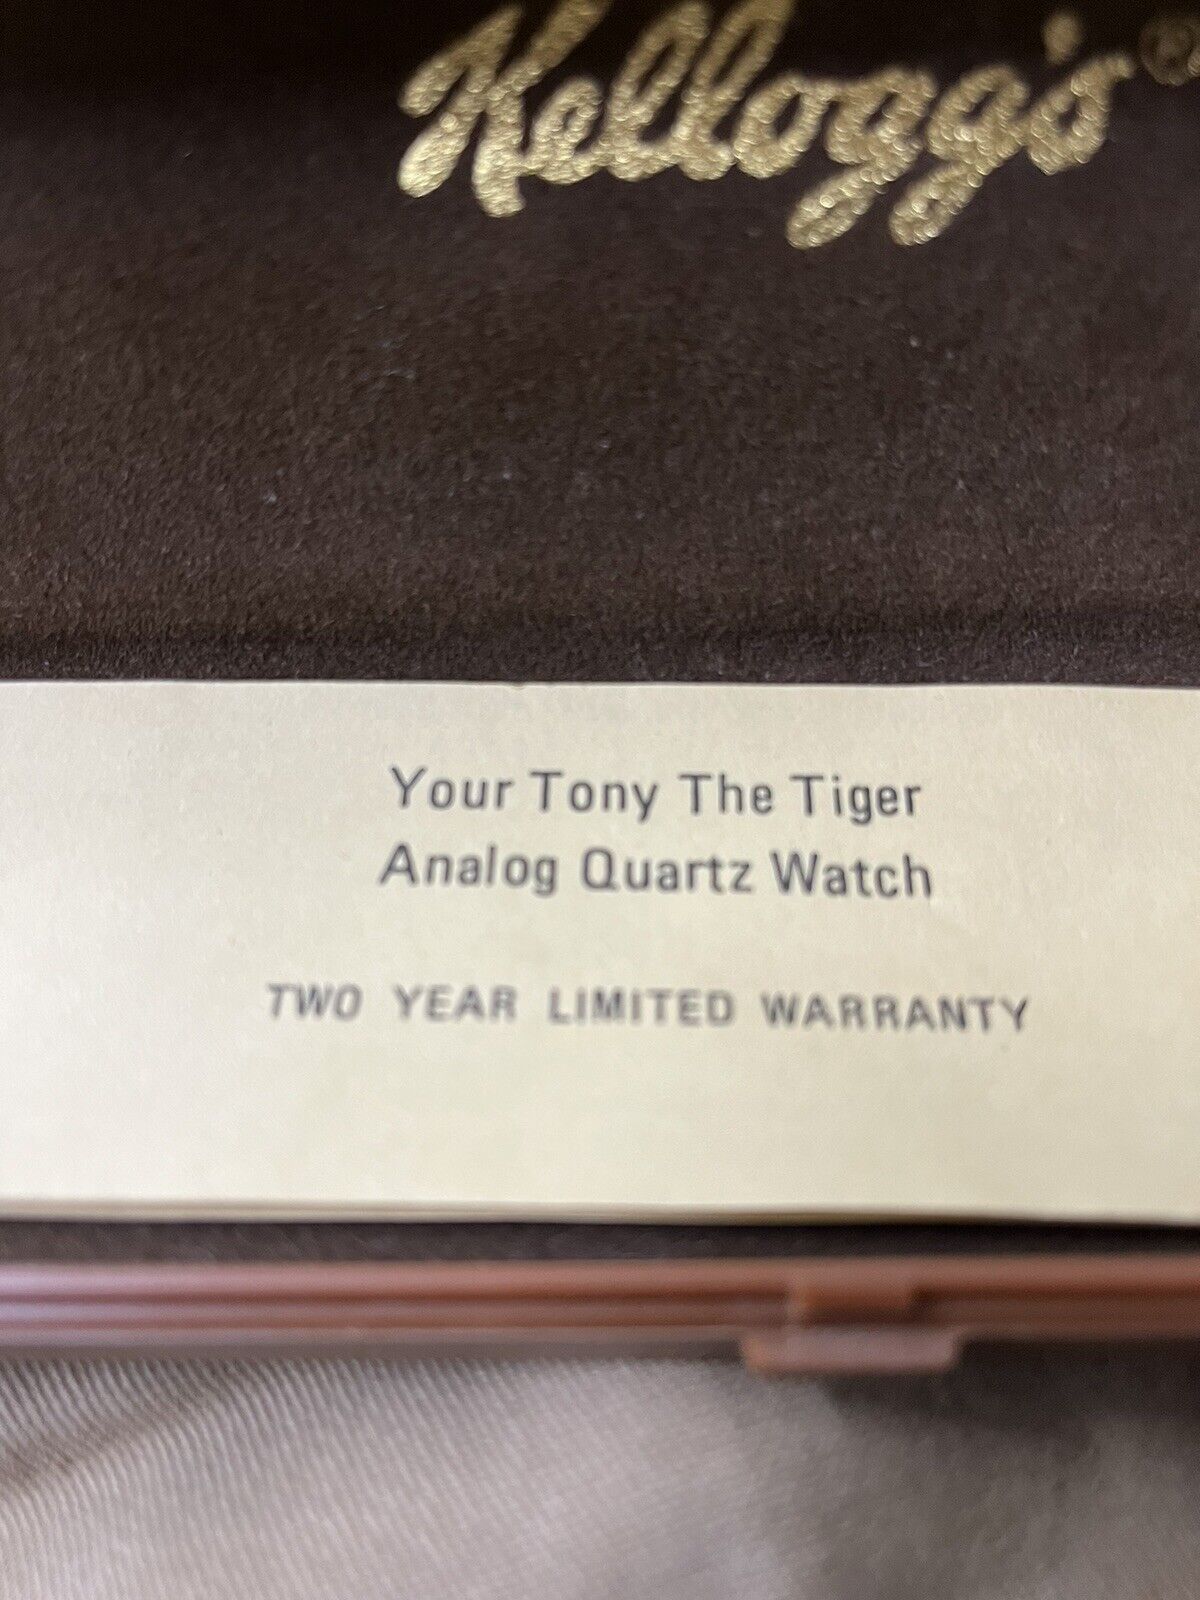 Kellogg's®
Your Tony The Tiger
Analog Quartz Watch
TWO YEAR LIMITED WARRANTY